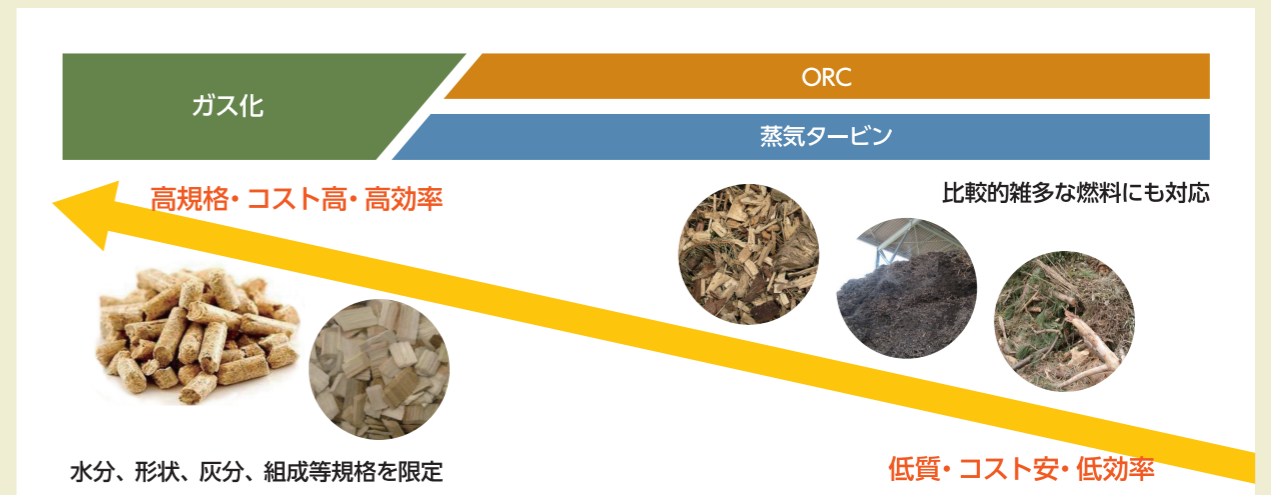 ガス化
ORC
蒸気タービン
高規格・コスト高・高効率
比較的雑多な燃料にも対応
水分、形状、灰分、組成等規格を限定
低質・コスト安・低効率